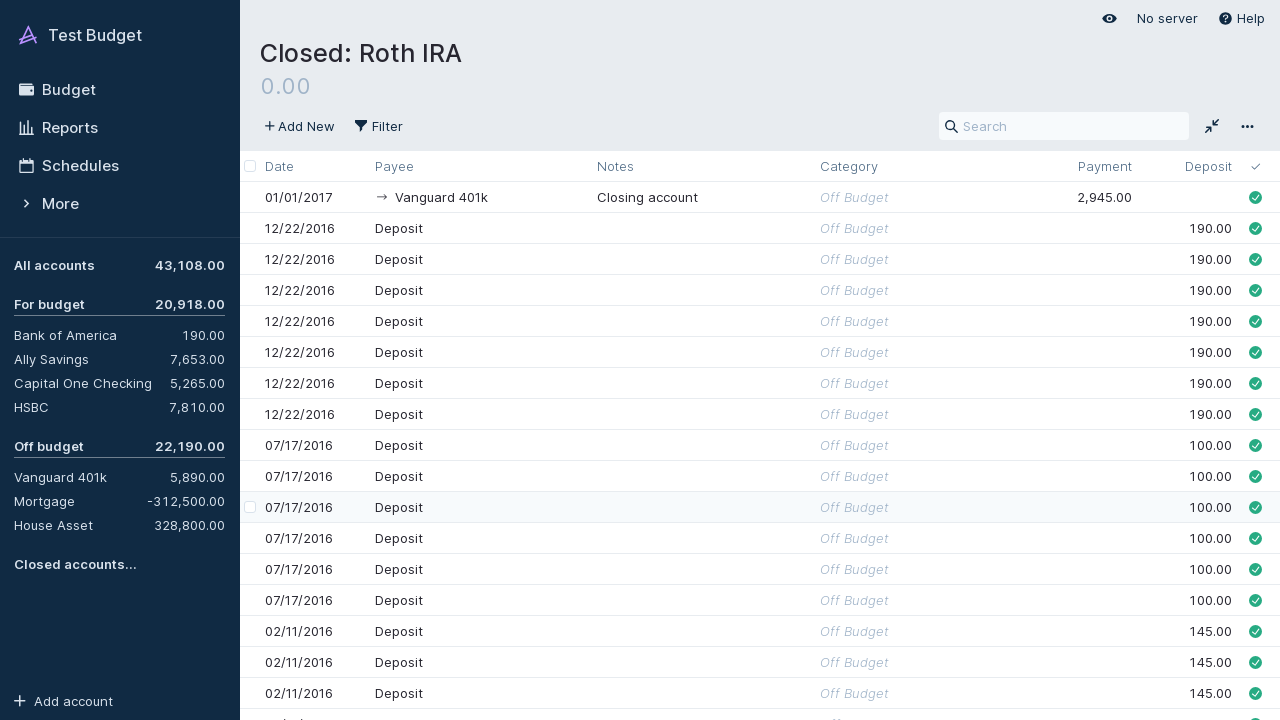 Test Budget
Budget
Reports
Schedules
More
All accounts 43,108.00
For budget 20,918.00
Bank of America 190.00
Ally Savings 7,653.00
Capital One Checking 5,265.00
HSBC 7,810.00
Off budget 22,190.00
Vanguard 401k 5,890.00
Mortgage -312,500.00
House Asset 328,800.00
Closed accounts...
Add account
No server Help
Closed: Roth IRA
0.00
Add New Filter Search
Date Payee Notes Category Payment Deposit
01/01/2017 → Vanguard 401k Closing account Off Budget 2,945.00
12/22/2016 Deposit Off Budget 190.00
12/22/2016 Deposit Off Budget 190.00
12/22/2016 Deposit Off Budget 190.00
12/22/2016 Deposit Off Budget 190.00
12/22/2016 Deposit Off Budget 190.00
12/22/2016 Deposit Off Budget 190.00
12/22/2016 Deposit Off Budget 190.00
07/17/2016 Deposit Off Budget 100.00
07/17/2016 Deposit Off Budget 100.00
07/17/2016 Deposit Off Budget 100.00
07/17/2016 Deposit Off Budget 100.00
07/17/2016 Deposit Off Budget 100.00
07/17/2016 Deposit Off Budget 100.00
02/11/2016 Deposit Off Budget 145.00
02/11/2016 Deposit Off Budget 145.00
02/11/2016 Deposit Off Budget 145.00